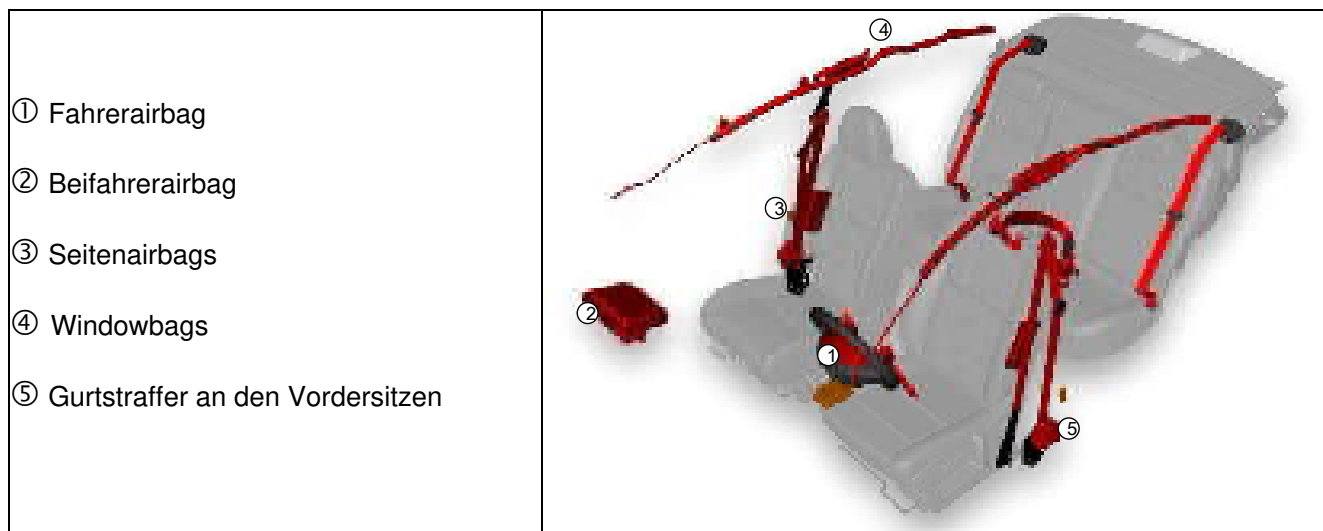 ① Fahrerairbag
② Beifahrerairbag
③ Seitenairbags
④ Windowbags
⑤ Gurtstraffer an den Vordersitzen
④
③
②
①
⑤